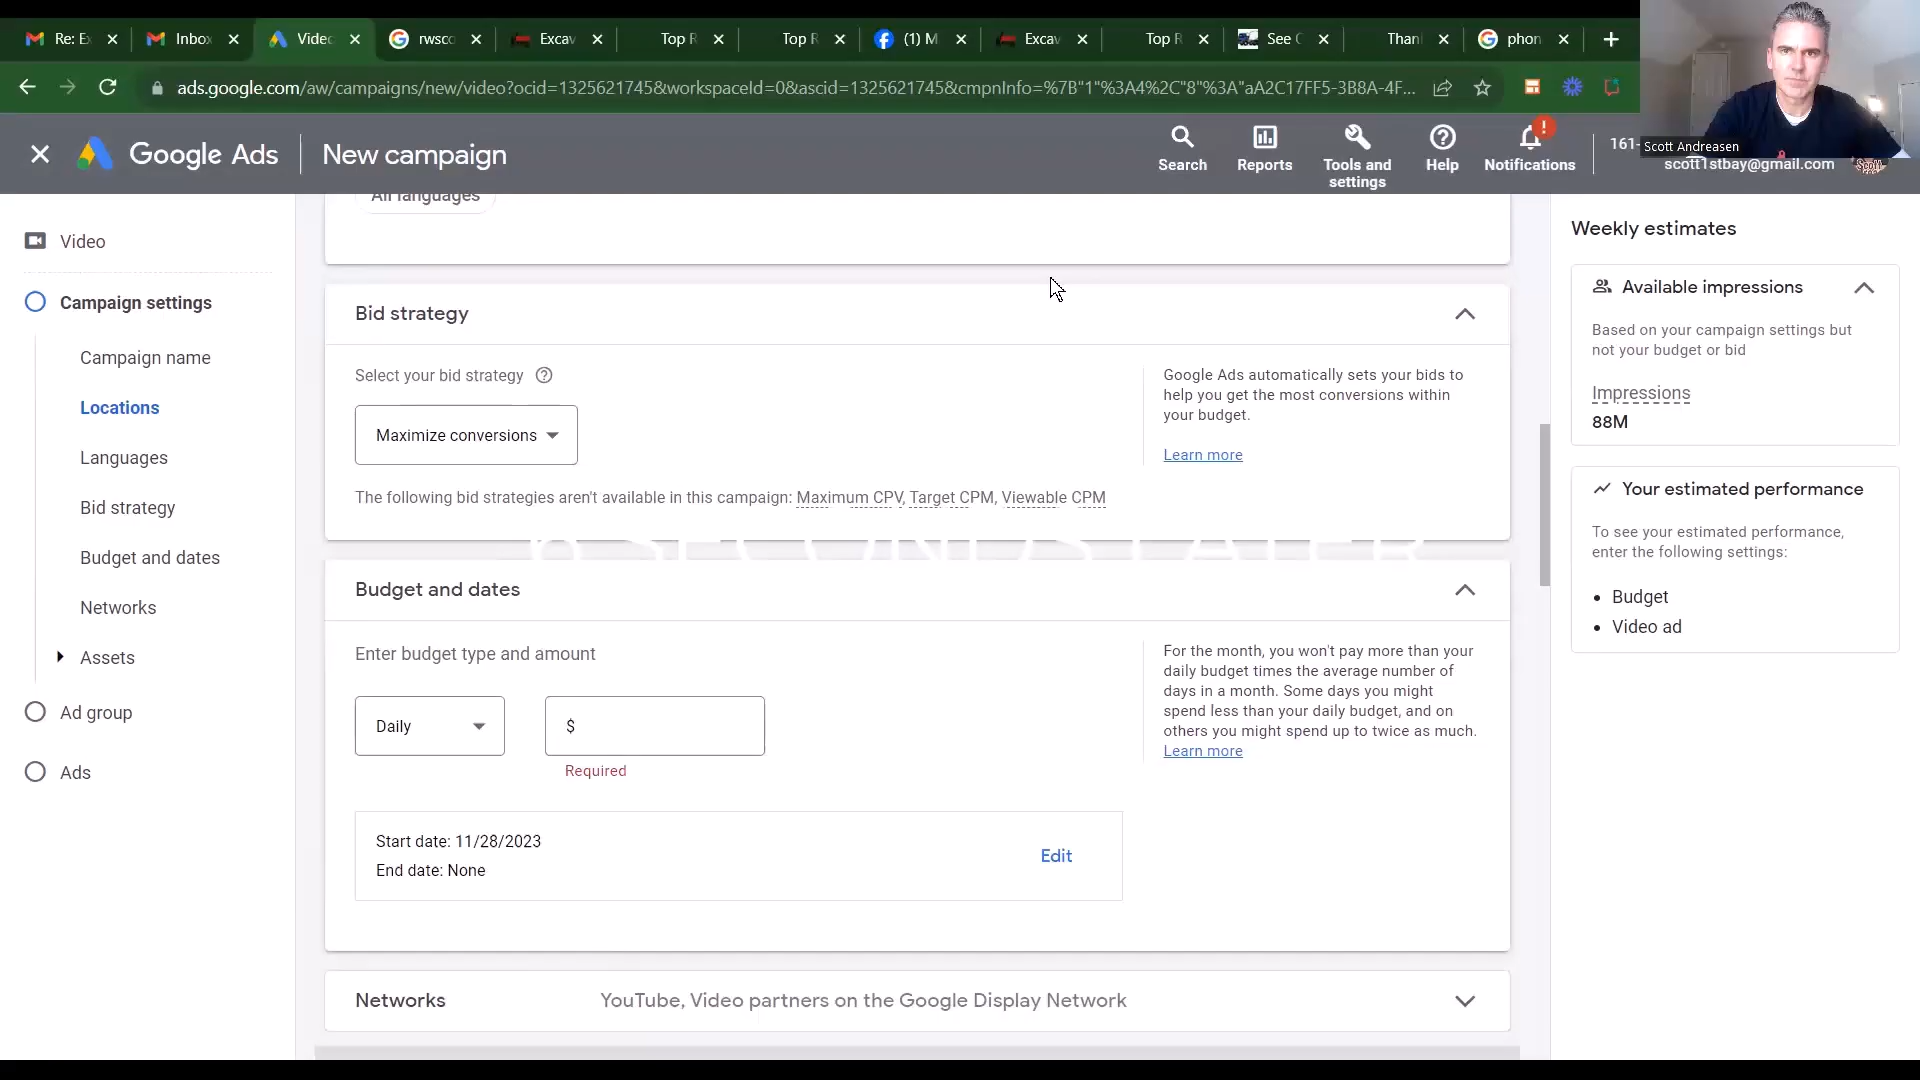 Re: E
Inbox
Video
rwsco
Excav
Top R
Top R
(1) M
Excav
Top R
See C
Than
phon
ads.google.com/aw/campaigns/new/video?ocid=1325621745&workspaceId=0&ascid=1325621745&cmpnInfo=%7B"1"%3A4%2C"8"%3A"aA2C17FF5-3B8A-4F...
Scott Andreasen
Google Ads
New campaign
Search
Reports
Tools and
settings
Help
!
Notifications
161-
scott1stbay@gmail.com
All languages
Video
Campaign settings
Campaign name
Locations
Languages
Bid strategy
Budget and dates
Networks
Assets
Ad group
Ads
Bid strategy
Select your bid strategy
Maximize conversions
The following bid strategies aren't available in this campaign: Maximum CPV, Target CPM, Viewable CPM
Google Ads automatically sets your bids to
help you get the most conversions within
your budget.
Learn more
6 SECONDS LATER
Budget and dates
Enter budget type and amount
Daily
$
Required
For the month, you won't pay more than your
daily budget times the average number of
days in a month. Some days you might
spend less than your daily budget, and on
others you might spend up to twice as much.
Learn more
Start date: 11/28/2023
End date: None
Edit
Networks
YouTube, Video partners on the Google Display Network
Weekly estimates
Available impressions
Based on your campaign settings but
not your budget or bid
Impressions
88M
Your estimated performance
To see your estimated performance,
enter the following settings:
• Budget
• Video ad